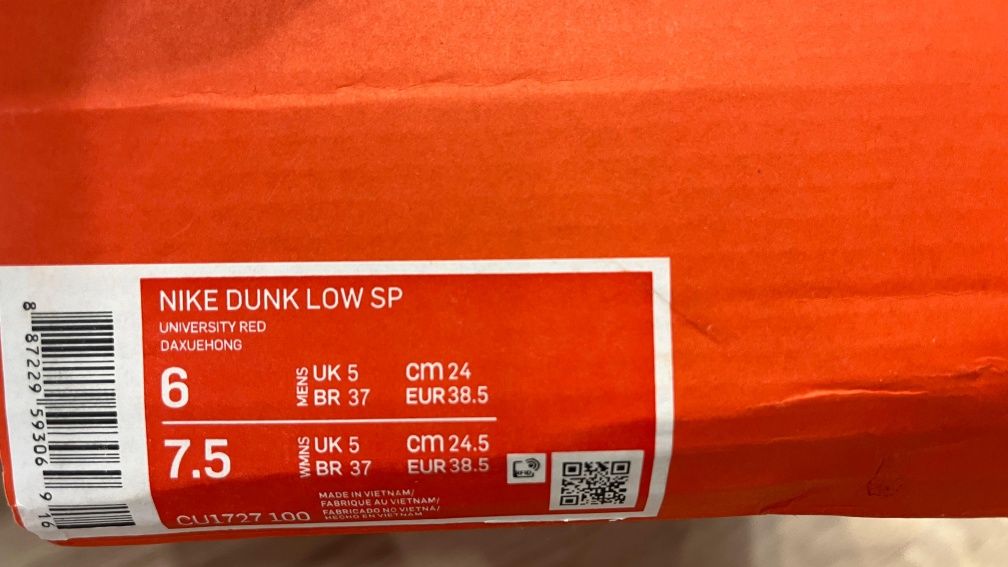 NIKE DUNK LOW SP
UNIVERSITY RED
DAXUEHONG
6 MENS UK 5 cm 24
BR 37 EUR 38.5
7.5 WMNS UK 5 cm 24.5
BR 37 EUR 38.5
RFID
MADE IN VIETNAM/
FABRIQUE AU VIETNAM/
FABRICADO NO VIETNÃ/
HECHO EN VIETNAM
CU1727 100
8 87229 59306 9 16